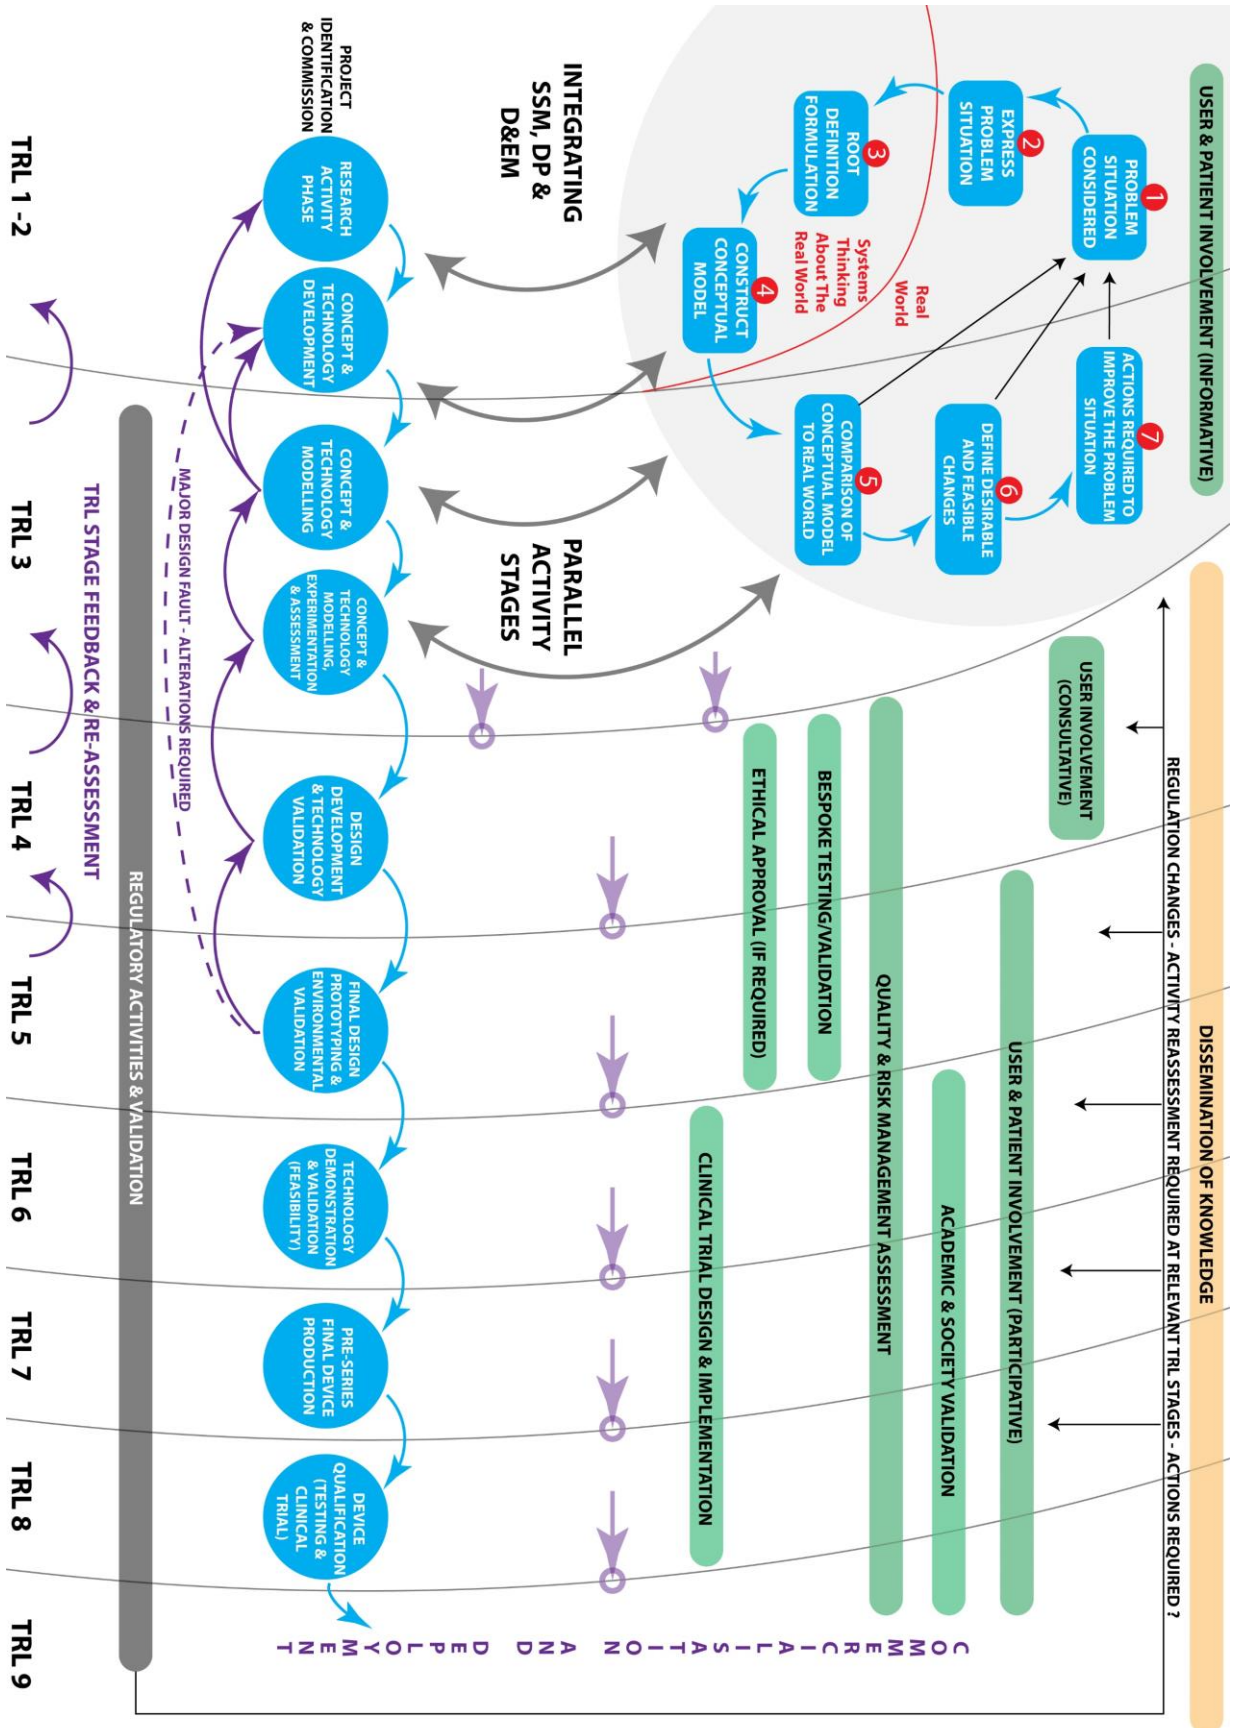 USER & PATIENT INVOLVEMENT (INFORMATIVE)
DISSEMINATION OF KNOWLEDGE
REGULATION CHANGES - ACTIVITY REASSESSMENT REQUIRED AT RELEVANT TRL STAGES - ACTIONS REQUIRED ?
1
PROBLEM
SITUATION
CONSIDERED
2
EXPRESS
PROBLEM
SITUATION
3
ROOT
DEFINITION
FORMULATION
4
CONSTRUCT
CONCEPTUAL
MODEL
5
COMPARISON OF
CONCEPTUAL MODEL
TO REAL WORLD
6
DEFINE DESIRABLE
AND FEASIBLE
CHANGES
7
ACTIONS REQUIRED TO
IMPROVE THE PROBLEM
SITUATION
Real
World
Systems
Thinking
About The
Real World
USER INVOLVEMENT
(CONSULTATIVE)
USER & PATIENT INVOLVEMENT (PARTICIPATIVE)
ACADEMIC & SOCIETY VALIDATION
QUALITY & RISK MANAGEMENT ASSESSMENT
BESPOKE TESTING/VALIDATION
ETHICAL APPROVAL (IF REQUIRED)
CLINICAL TRIAL DESIGN & IMPLEMENTATION
INTEGRATING
SSM, DP &
D&EM
PARALLEL
ACTIVITY
STAGES
PROJECT
IDENTIFICATION
& COMMISSION
RESEARCH
ACTIVITY
PHASE
CONCEPT &
TECHNOLOGY
DEVELOPMENT
CONCEPT &
TECHNOLOGY
MODELLING
CONCEPT &
TECHNOLOGY
MODELLING,
EXPERIMENTATION
& ASSESSMENT
DESIGN
DEVELOPMENT
& TECHNOLOGY
VALIDATION
FINAL DESIGN
PROTOTYPING &
ENVIRONMENTAL
VALIDATION
TECHNOLOGY
DEMONSTRATION
& VALIDATION
(FEASIBILITY)
PRE-SERIES
FINAL DEVICE
PRODUCTION
DEVICE
QUALIFICATION
(TESTING &
CLINICAL
TRIAL)
COMMERCIALISATION AND DEPLOYMENT
MAJOR DESIGN FAULT - ALTERATIONS REQUIRED
REGULATORY ACTIVITIES & VALIDATION
TRL STAGE FEEDBACK & RE-ASSESSMENT
TRL 1 -2
TRL 3
TRL 4
TRL 5
TRL 6
TRL 7
TRL 8
TRL 9